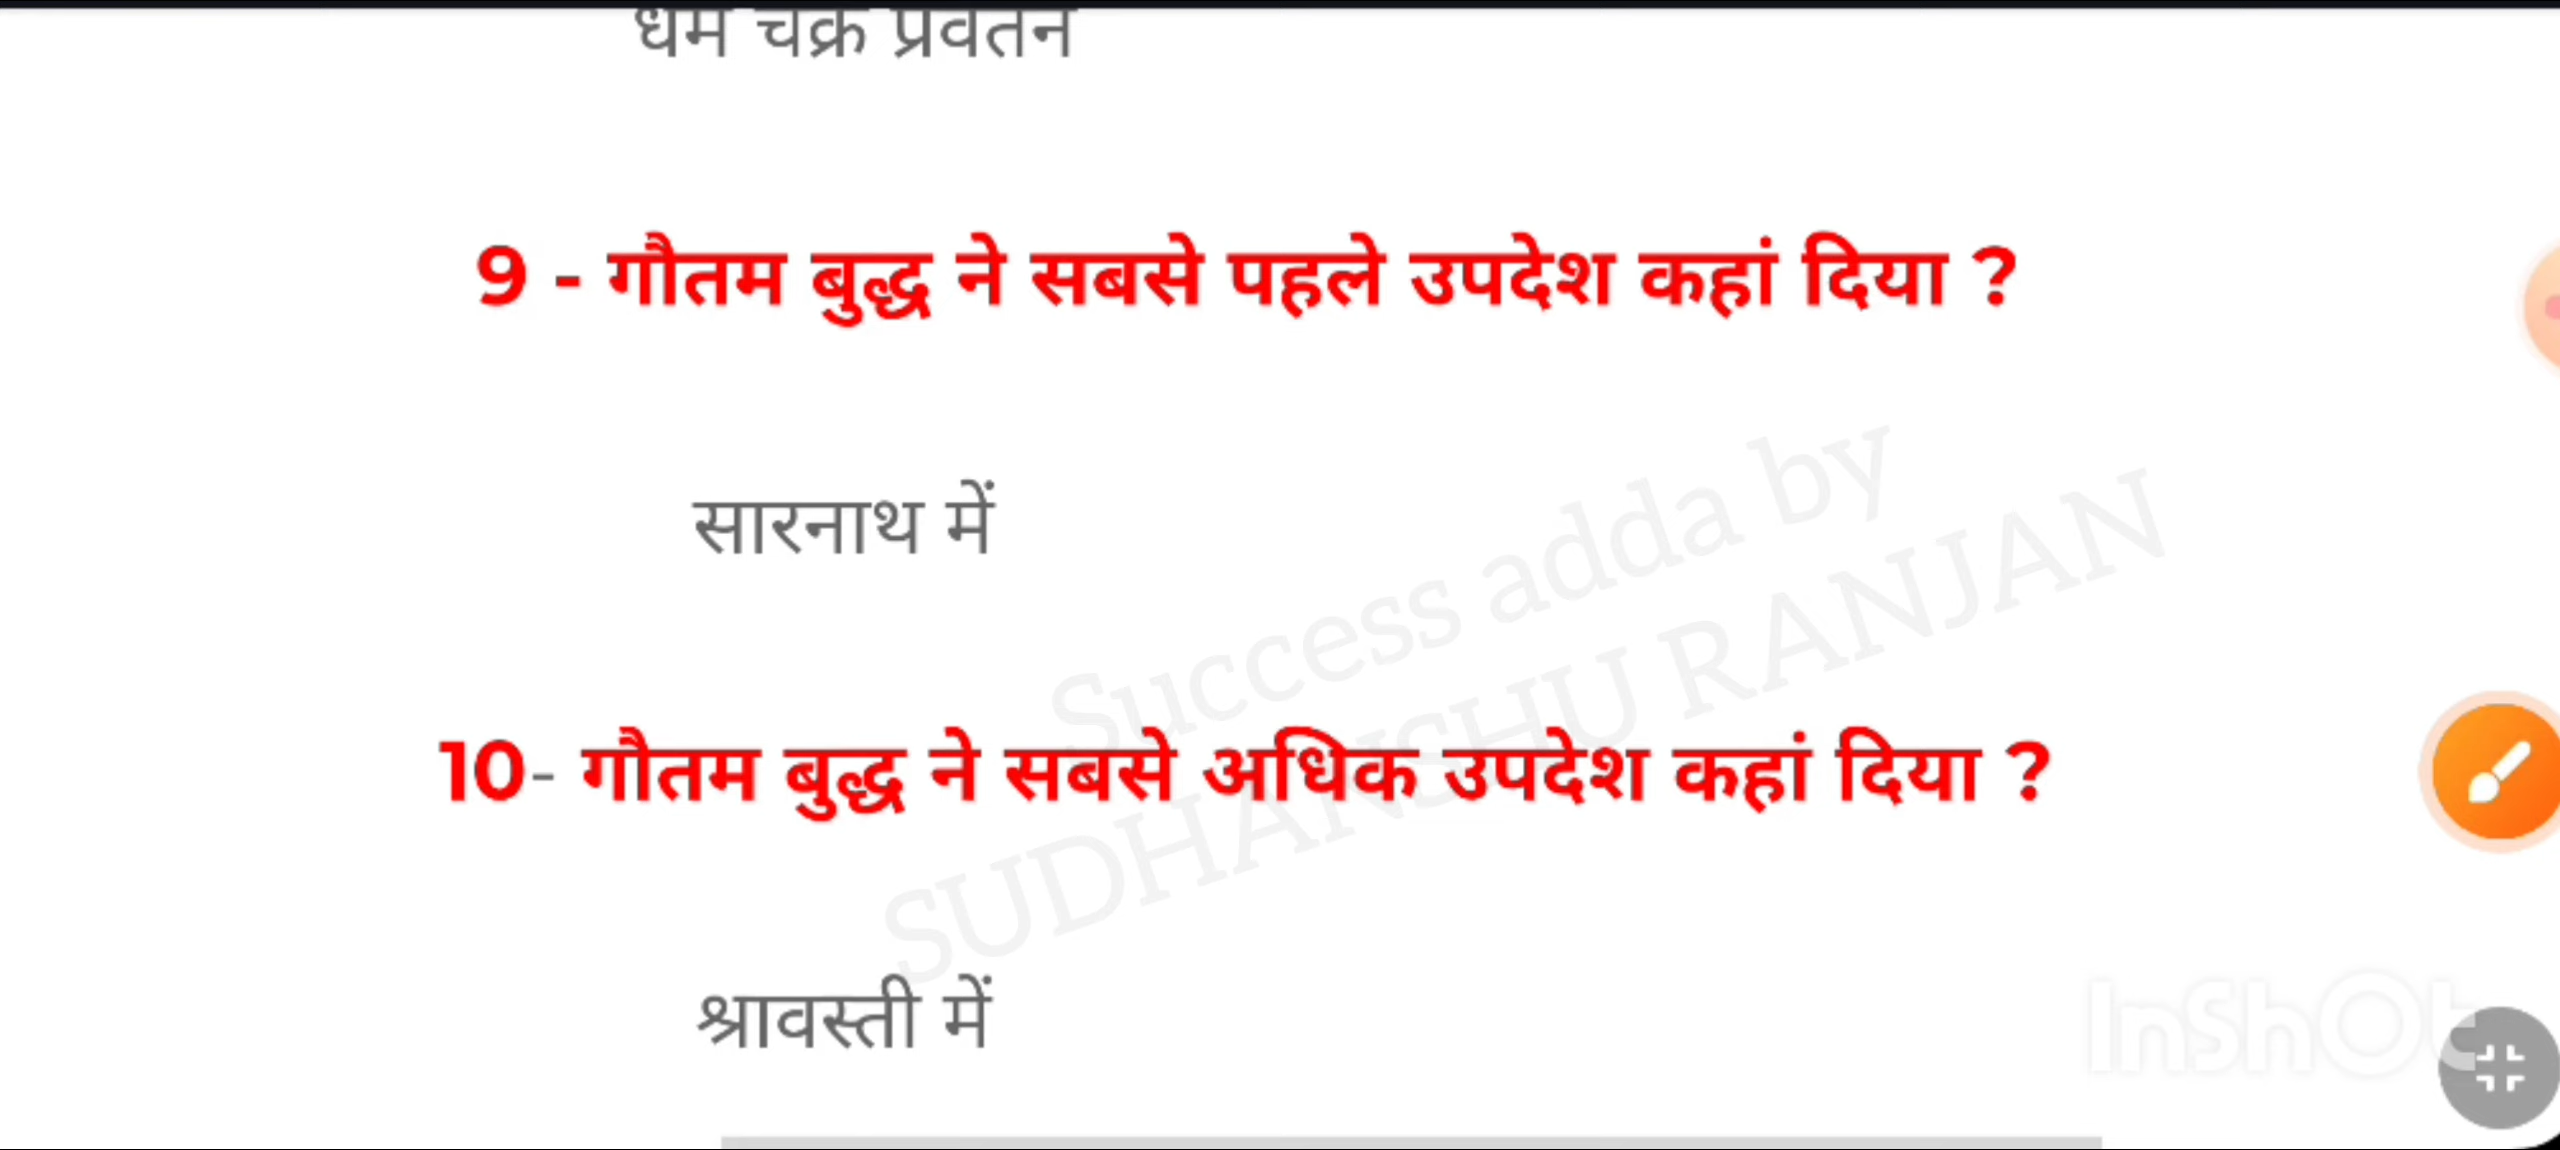 धर्म चक्र प्रवर्तन
9 - गौतम बुद्ध ने सबसे पहले उपदेश कहां दिया ?
सारनाथ में
Success adda by
SUDHANSHU RANJAN
10- गौतम बुद्ध ने सबसे अधिक उपदेश कहां दिया ?
श्रावस्ती में
InShOt